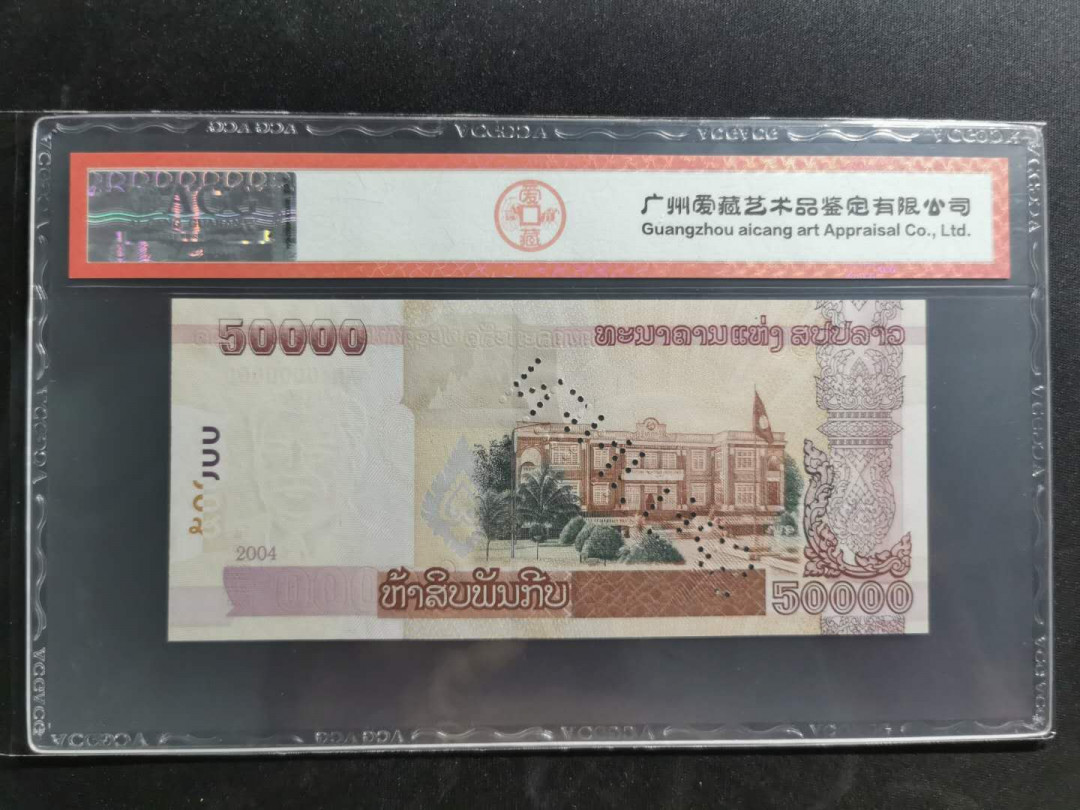 广州爱藏艺术品鉴定有限公司
Guangzhou aicang art Appraisal Co., Ltd.
爱藏
50000
ທະນາຄານແຫ່ງ ສປປລາວ
2004
ຫ້າສິບພັນກີບ
50000